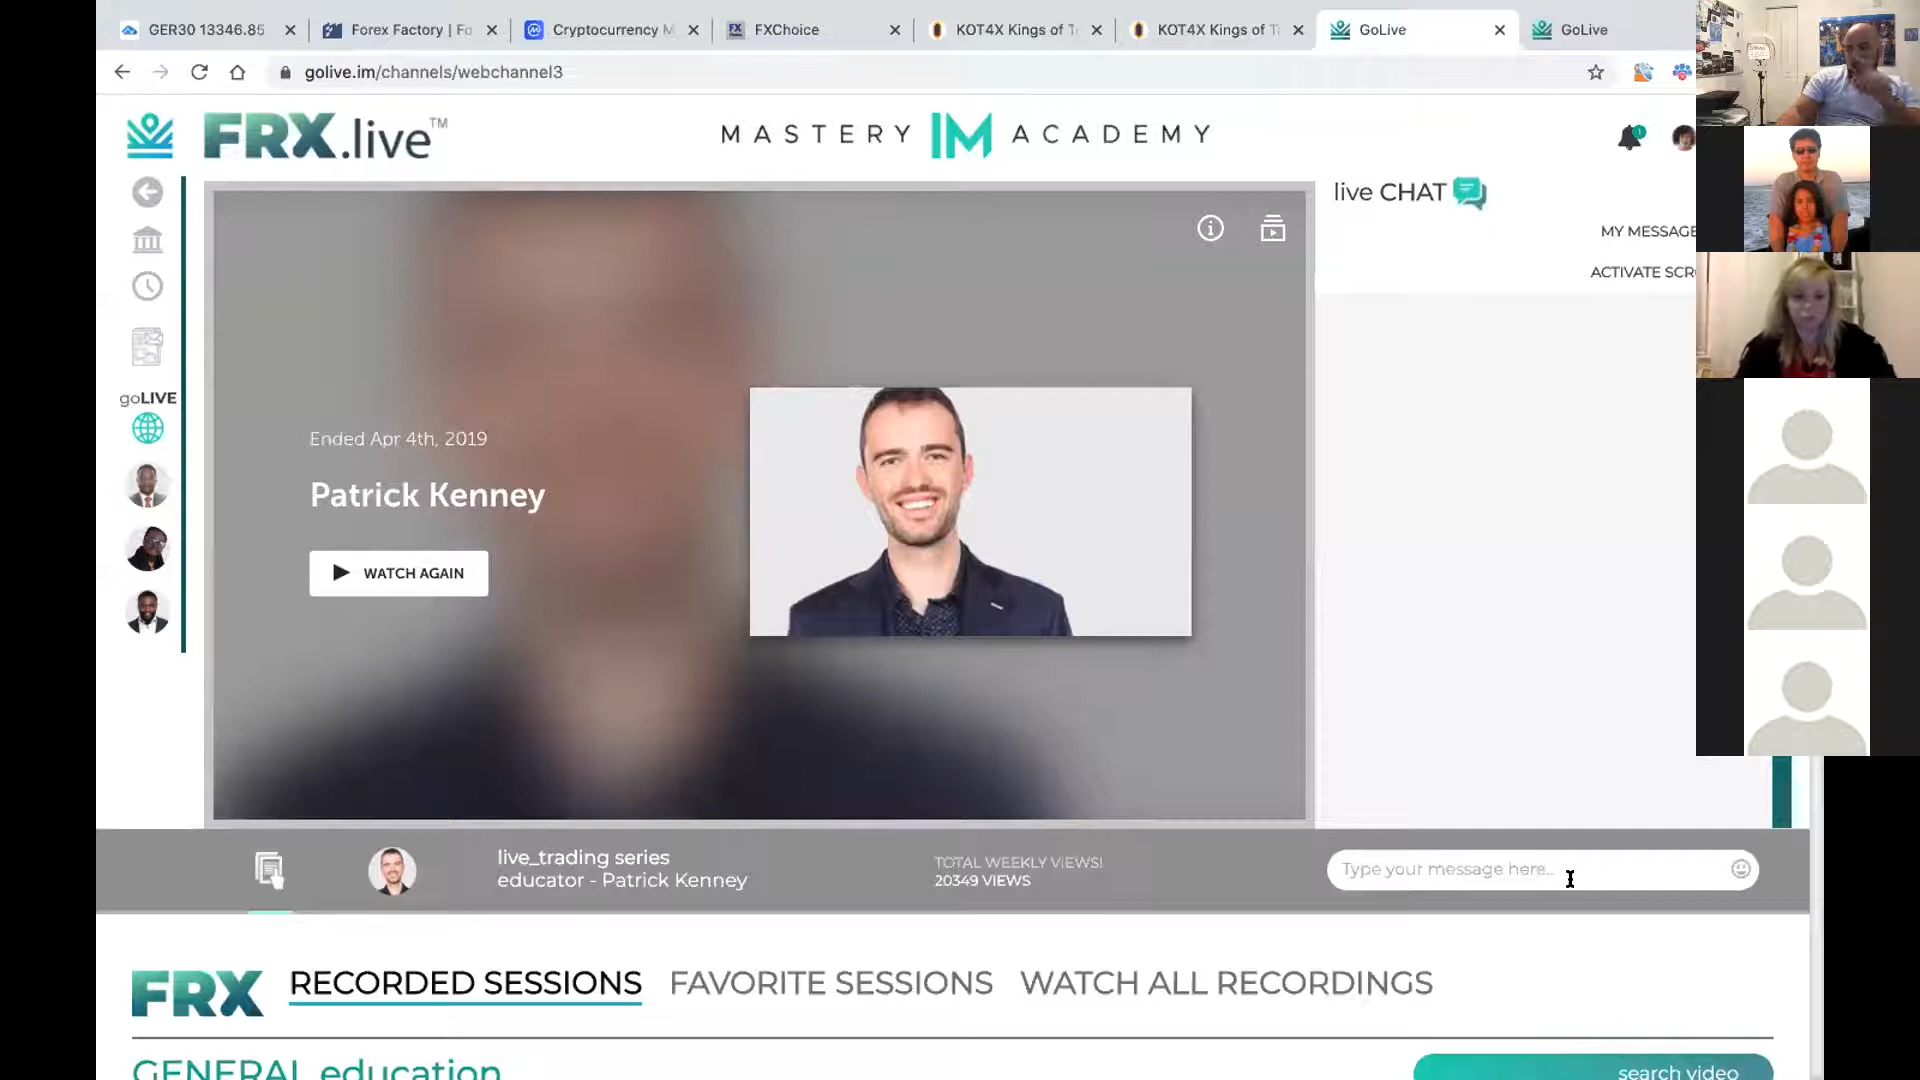 GER30 13346.85
Forex Factory | Fo
Cryptocurrency M
FXChoice
KOT4X Kings of T
KOT4X Kings of T
GoLive
GoLive
golive.im/channels/webchannel3
FRX.live™
MASTERY IM ACADEMY
1
live CHAT
MY MESSAGE
ACTIVATE SCR
goLIVE
Ended Apr 4th, 2019
Patrick Kenney
WATCH AGAIN
live_trading series
educator - Patrick Kenney
TOTAL WEEKLY VIEWS!
20349 VIEWS
Type your message here...
FRX
RECORDED SESSIONS
FAVORITE SESSIONS
WATCH ALL RECORDINGS
GENERAL education
search video